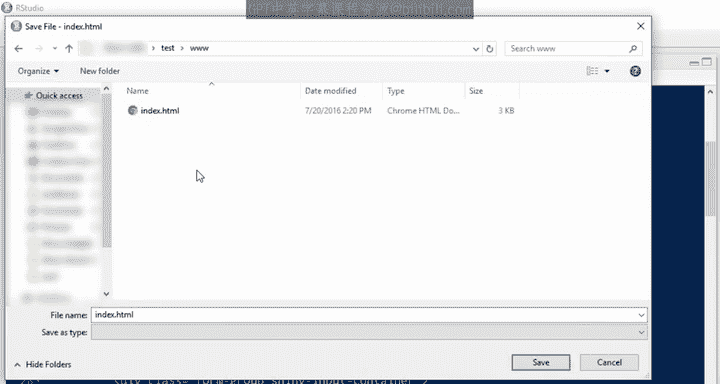 RStudio
Save File - index.html
test › www
Search www
Organize
New folder
Quick access
Name
Date modified
Type
Size
index.html
7/20/2016 2:20 PM
Chrome HTML Do...
3 KB
File name:
index.html
Save as type:
Hide Folders
Save
Cancel